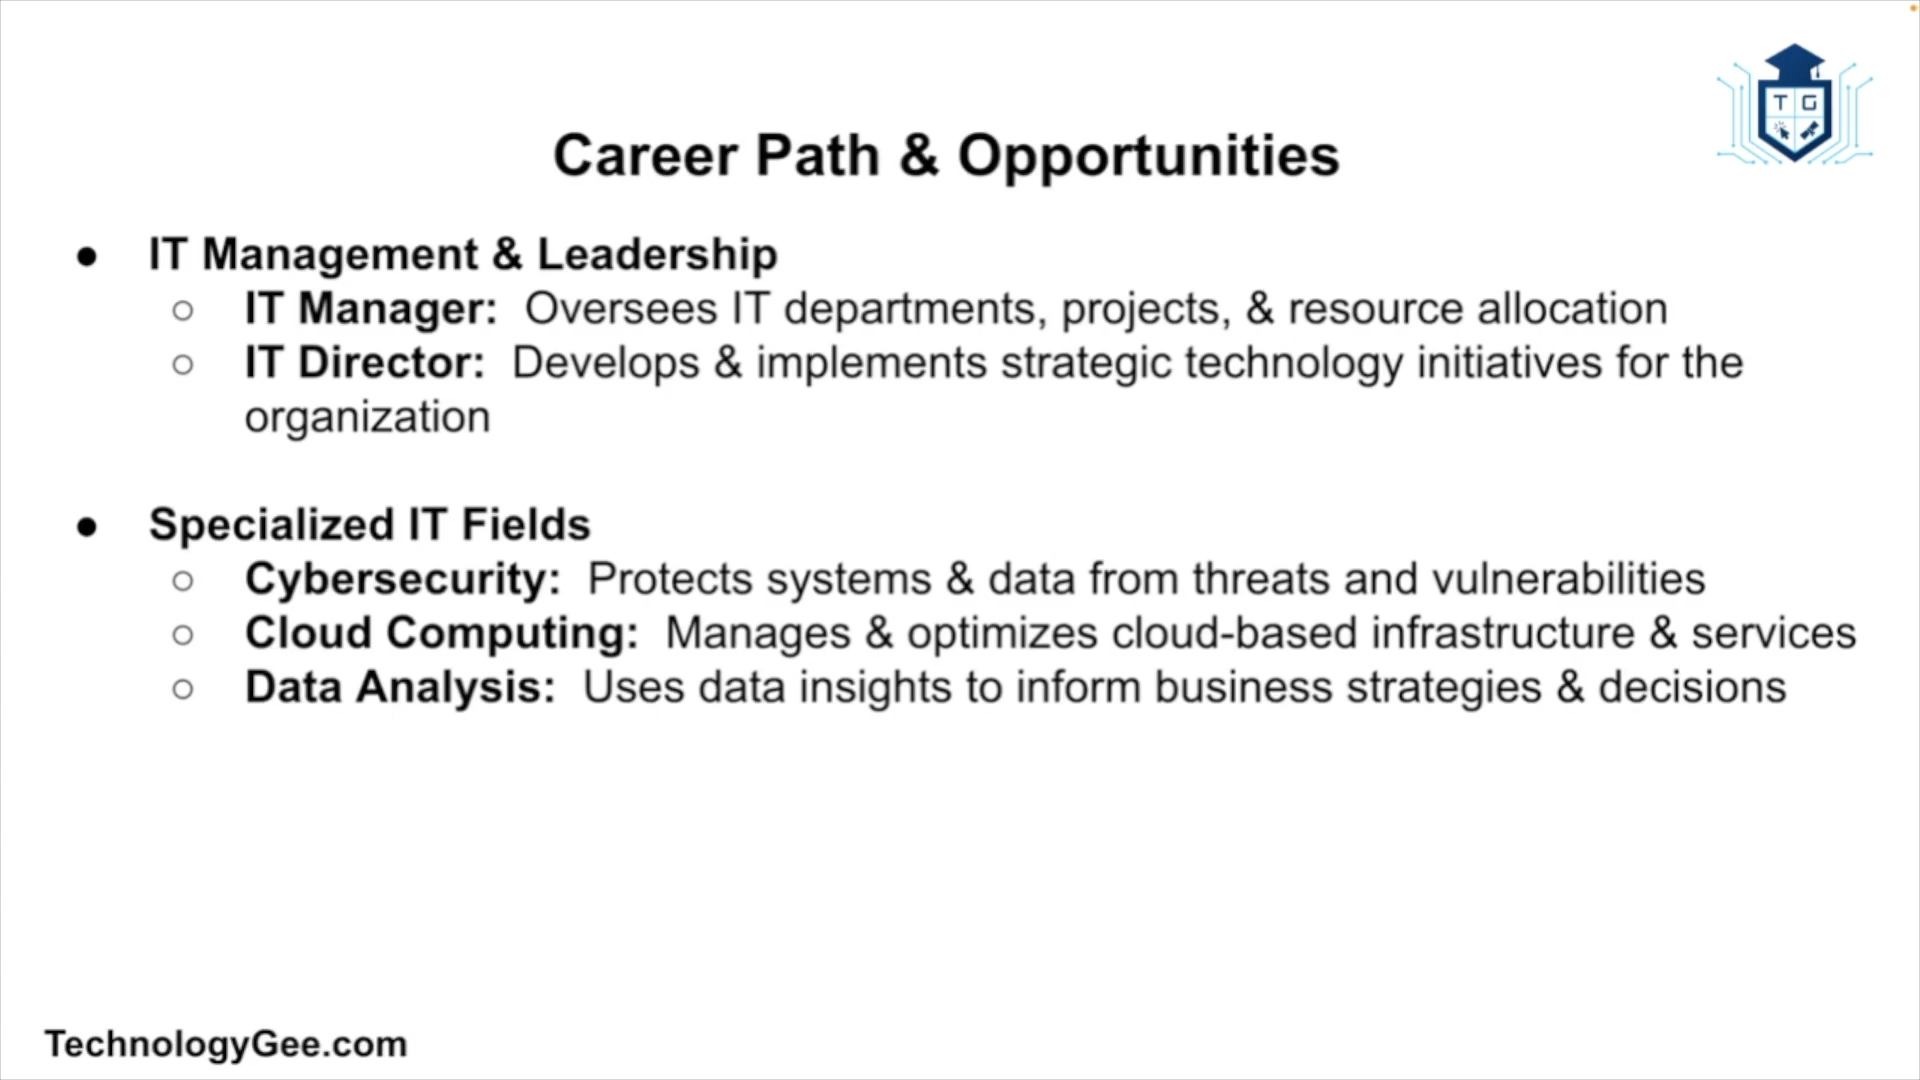 T G
Career Path & Opportunities
● IT Management & Leadership
○ IT Manager: Oversees IT departments, projects, & resource allocation
○ IT Director: Develops & implements strategic technology initiatives for the
organization
● Specialized IT Fields
○ Cybersecurity: Protects systems & data from threats and vulnerabilities
○ Cloud Computing: Manages & optimizes cloud-based infrastructure & services
○ Data Analysis: Uses data insights to inform business strategies & decisions
TechnologyGee.com